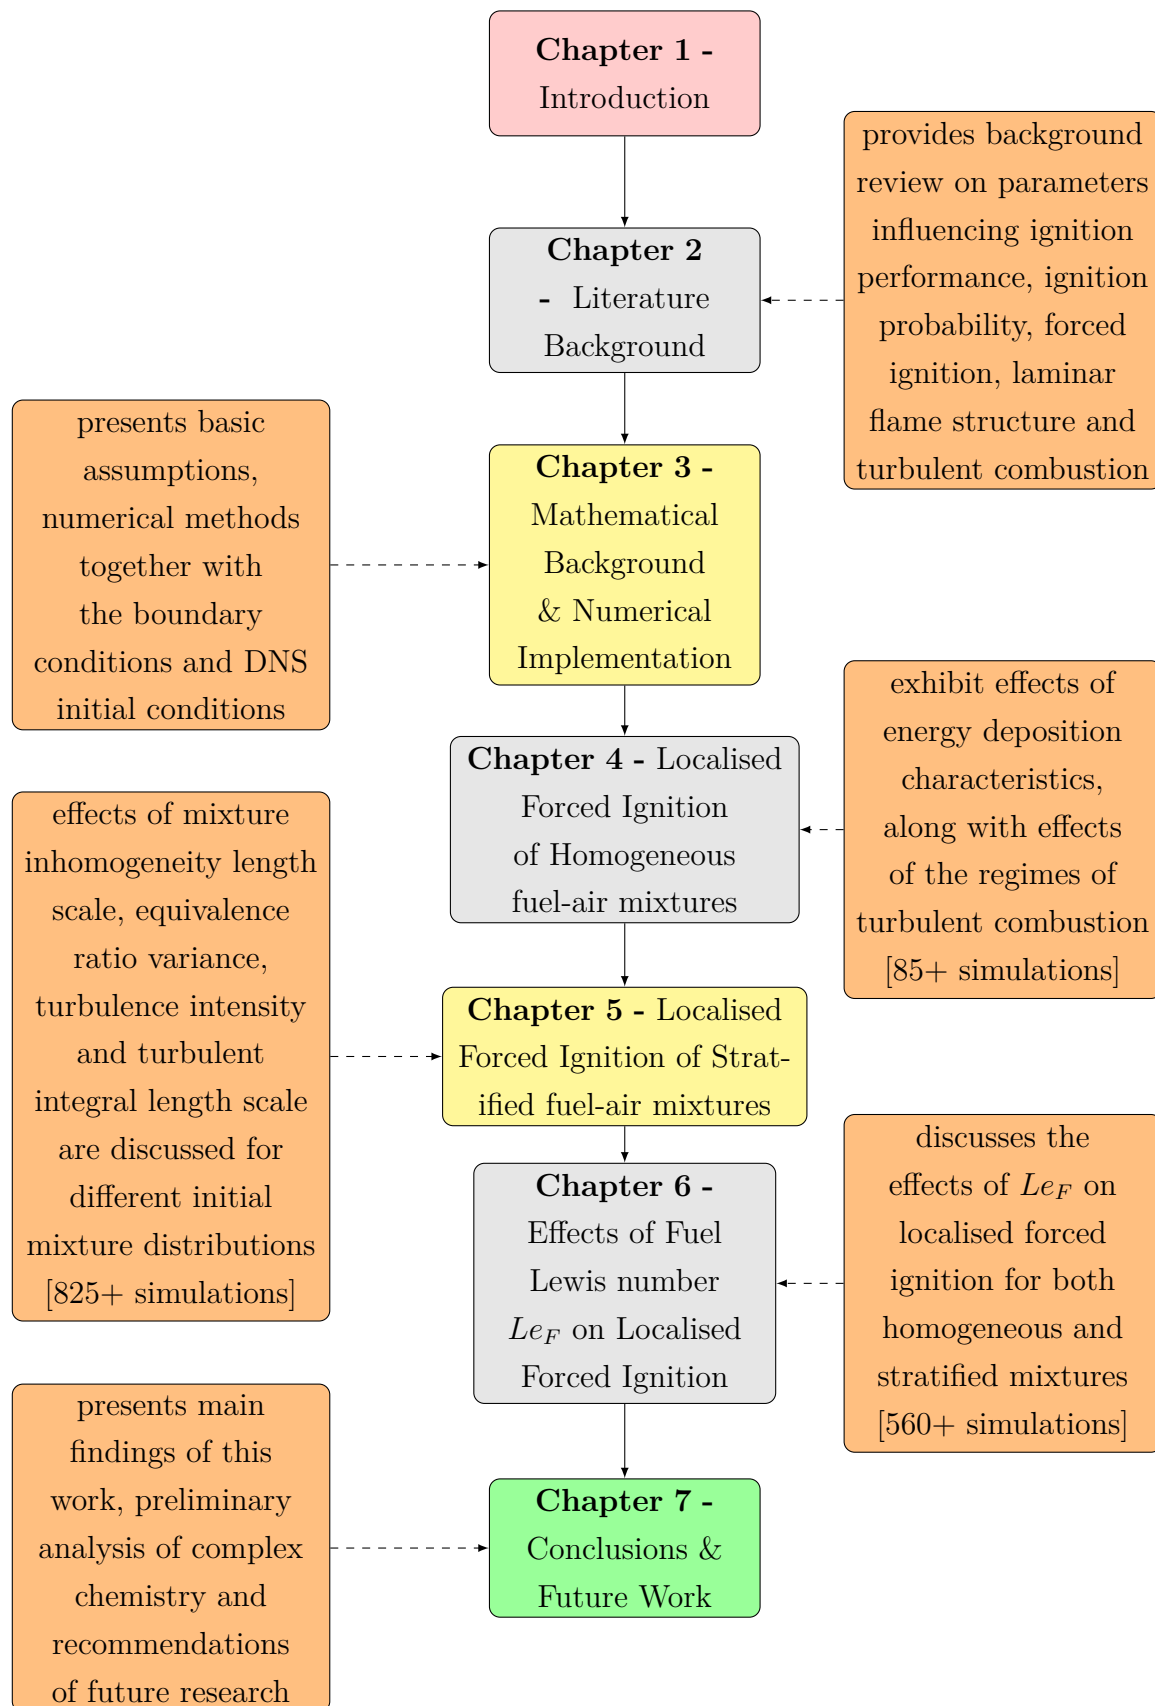 Chapter 1 -
Introduction
provides background
review on parameters
influencing ignition
performance, ignition
probability, forced
ignition, laminar
flame structure and
turbulent combustion
Chapter 2
- Literature
Background
presents basic
assumptions,
numerical methods
together with
the boundary
conditions and DNS
initial conditions
Chapter 3 -
Mathematical
Background
& Numerical
Implementation
exhibit effects of
energy deposition
characteristics,
along with effects
of the regimes of
turbulent combustion
[85+ simulations]
Chapter 4 - Localised
Forced Ignition
of Homogeneous
fuel-air mixtures
effects of mixture
inhomogeneity length
scale, equivalence
ratio variance,
turbulence intensity
and turbulent
integral length scale
are discussed for
different initial
mixture distributions
[825+ simulations]
Chapter 5 - Localised
Forced Ignition of Strat-
ified fuel-air mixtures
discusses the
effects of Le_F on
localised forced
ignition for both
homogeneous and
stratified mixtures
[560+ simulations]
Chapter 6 -
Effects of Fuel
Lewis number
Le_F on Localised
Forced Ignition
presents main
findings of this
work, preliminary
analysis of complex
chemistry and
recommendations
of future research
Chapter 7 -
Conclusions &
Future Work